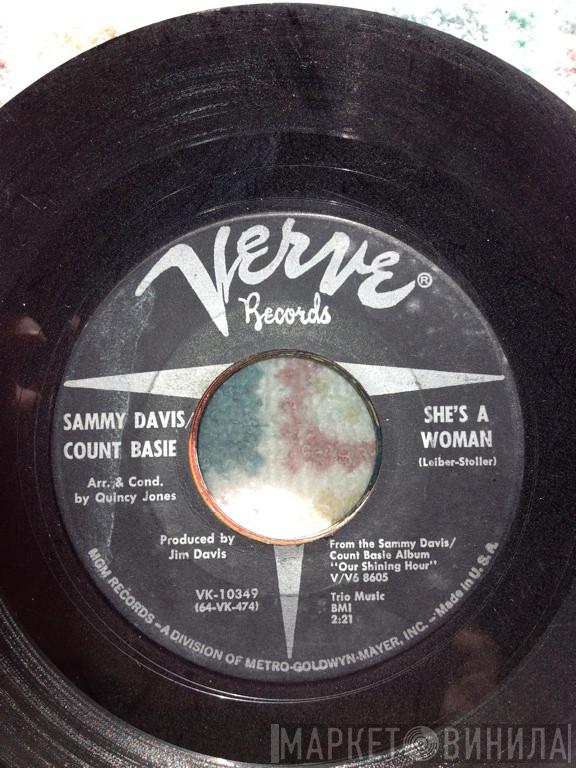 Verve®
Records
SAMMY DAVIS/
COUNT BASIE
Arr. & Cond.
by Quincy Jones
SHE'S A
WOMAN
(Leiber-Stoller)
Produced by
Jim Davis
VK-10349
(64-VK-474)
From the Sammy Davis/
Count Basie Album
"Our Shining Hour"
V/V6 8605
Trio Music
BMI
2:21
MGM RECORDS – A DIVISION OF METRO-GOLDWYN-MAYER, INC. – Made in U.S.A.
МАРКЕТ ВИНИЛА